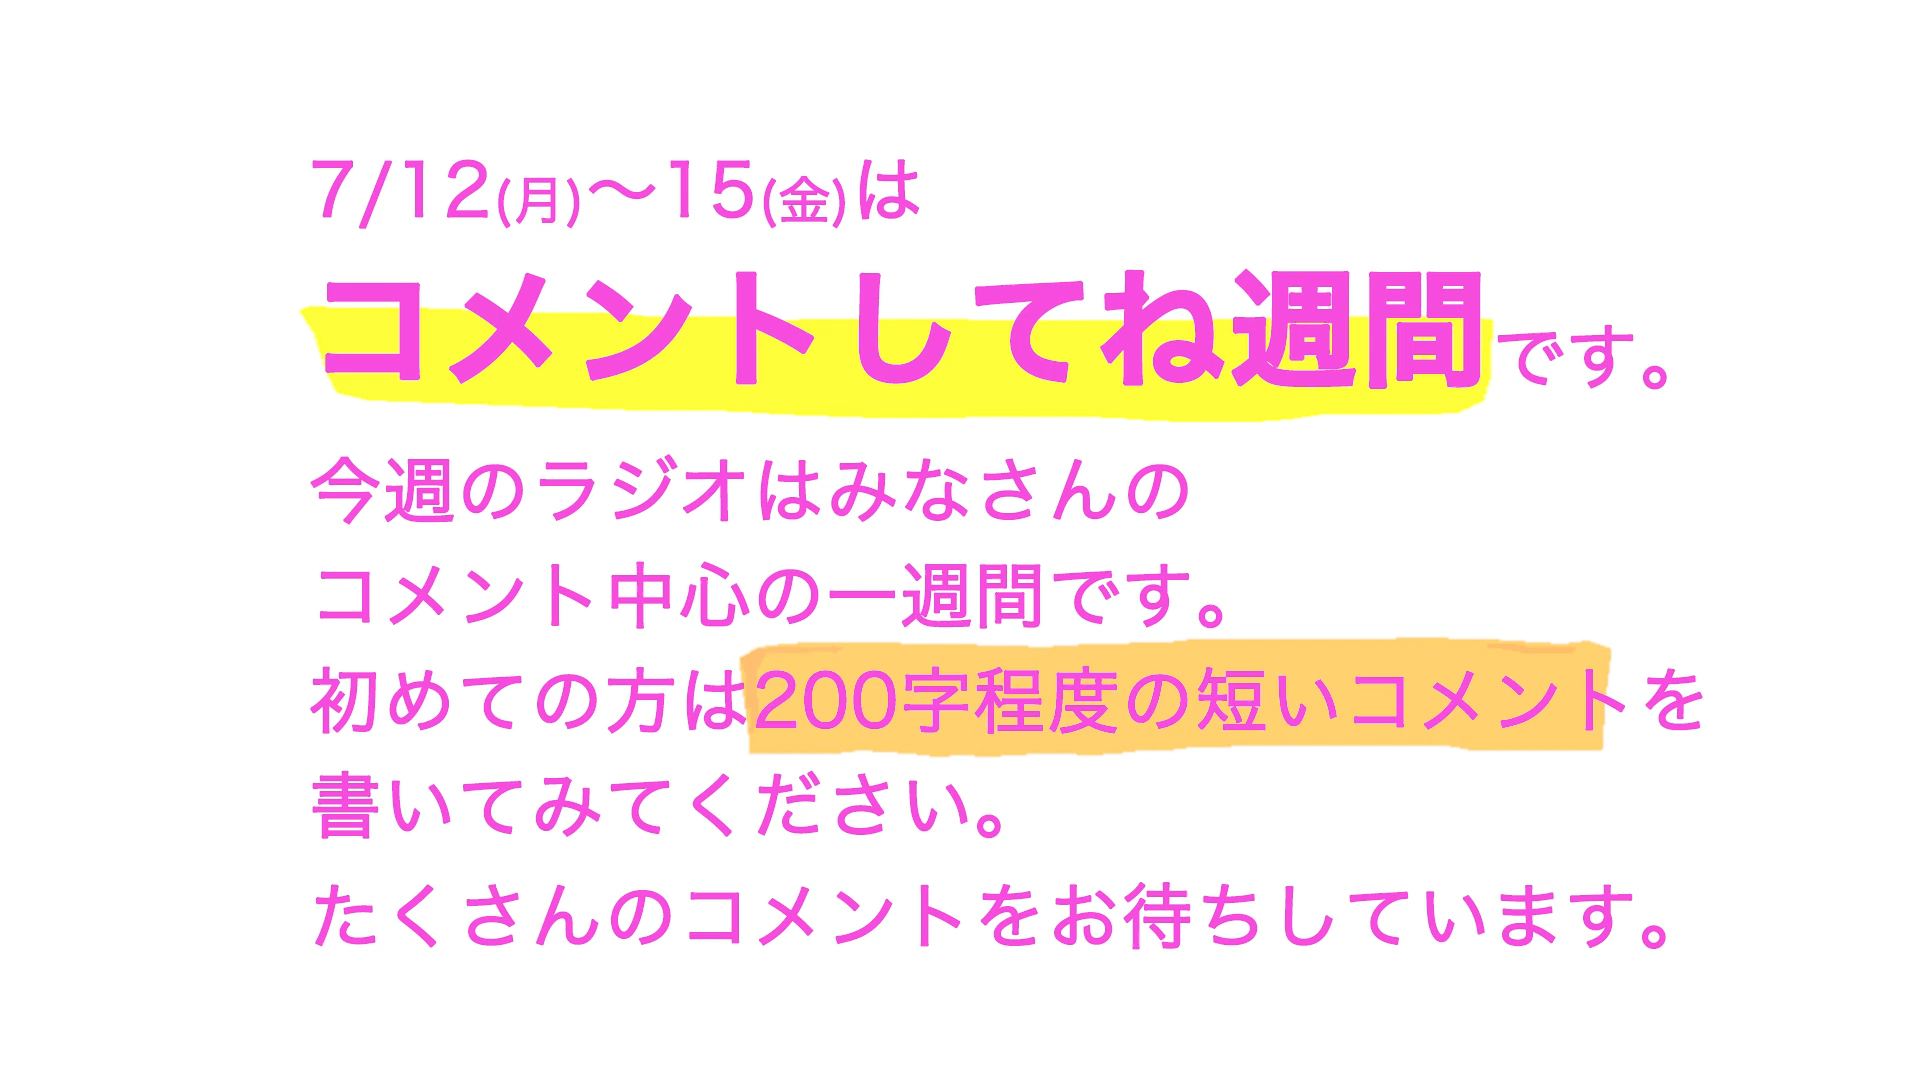 7/12(月)〜15(金)は
コメントしてね週間です。
今週のラジオはみなさんの
コメント中心の一週間です。
初めての方は200字程度の短いコメントを
書いてみてください。
たくさんのコメントをお待ちしています。